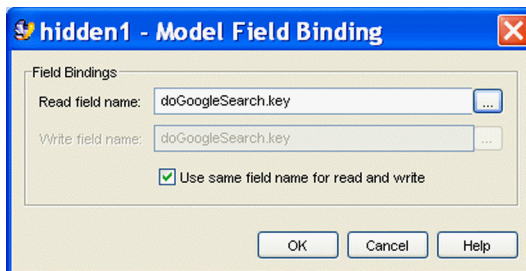 hidden1 - Model Field Binding
Field Bindings
Read field name: doGoogleSearch.key ...
Write field name: doGoogleSearch.key ...
Use same field name for read and write
OK Cancel Help